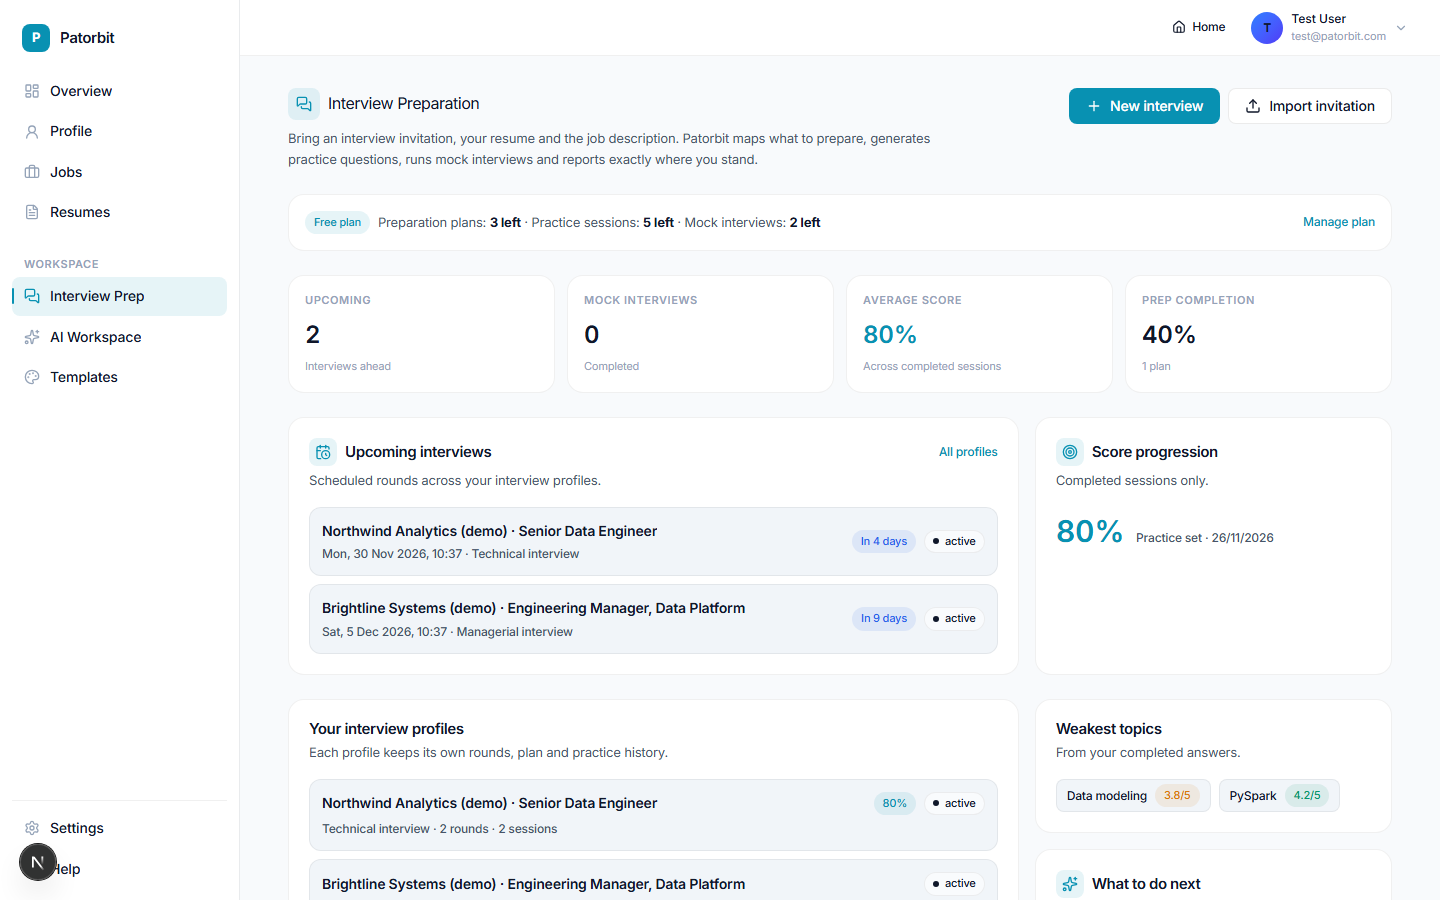 P Patorbit
Overview
Profile
Jobs
Resumes
WORKSPACE
Interview Prep
AI Workspace
Templates
Settings
N
Help
Home
T
Test User
test@patorbit.com
Interview Preparation
Bring an interview invitation, your resume and the job description. Patorbit maps what to prepare, generates
practice questions, runs mock interviews and reports exactly where you stand.
New interview
Import invitation
Free plan Preparation plans: 3 left · Practice sessions: 5 left · Mock interviews: 2 left
Manage plan
UPCOMING
2
Interviews ahead
MOCK INTERVIEWS
0
Completed
AVERAGE SCORE
80%
Across completed sessions
PREP COMPLETION
40%
1 plan
Upcoming interviews
All profiles
Scheduled rounds across your interview profiles.
Northwind Analytics (demo) · Senior Data Engineer
Mon, 30 Nov 2026, 10:37 · Technical interview
In 4 days
active
Brightline Systems (demo) · Engineering Manager, Data Platform
Sat, 5 Dec 2026, 10:37 · Managerial interview
In 9 days
active
Score progression
Completed sessions only.
80% Practice set · 26/11/2026
Your interview profiles
Each profile keeps its own rounds, plan and practice history.
Northwind Analytics (demo) · Senior Data Engineer
80%
active
Technical interview · 2 rounds · 2 sessions
Brightline Systems (demo) · Engineering Manager, Data Platform
active
Weakest topics
From your completed answers.
Data modeling 3.8/5
PySpark 4.2/5
What to do next